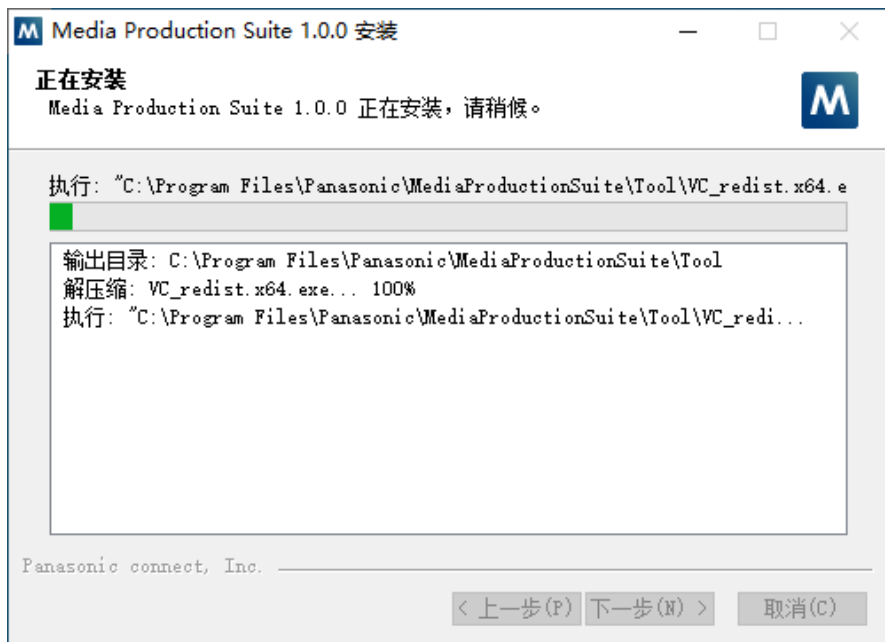 M Media Production Suite 1.0.0 安装
正在安装
Media Production Suite 1.0.0 正在安装，请稍候。
M
执行: "C:\Program Files\Panasonic\MediaProductionSuite\Tool\VC_redist.x64.e
输出目录: C:\Program Files\Panasonic\MediaProductionSuite\Tool
解压缩: VC_redist.x64.exe... 100%
执行: "C:\Program Files\Panasonic\MediaProductionSuite\Tool\VC_redi...
Panasonic connect, Inc.
< 上一步(P) 下一步(N) > 取消(C)